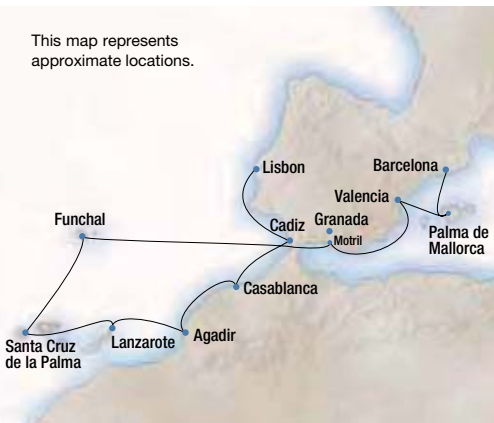 This map represents
approximate locations.
Lisbon
Barcelona
Valencia
Funchal
Cadiz
Granada
Motril
Palma de
Mallorca
Casablanca
Santa Cruz
de la Palma
Lanzarote
Agadir